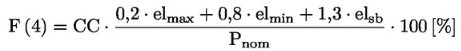 F (4) = CC · (0,2 · el_max + 0,8 · el_min + 1,3 · el_sb) / P_nom · 100 [%]